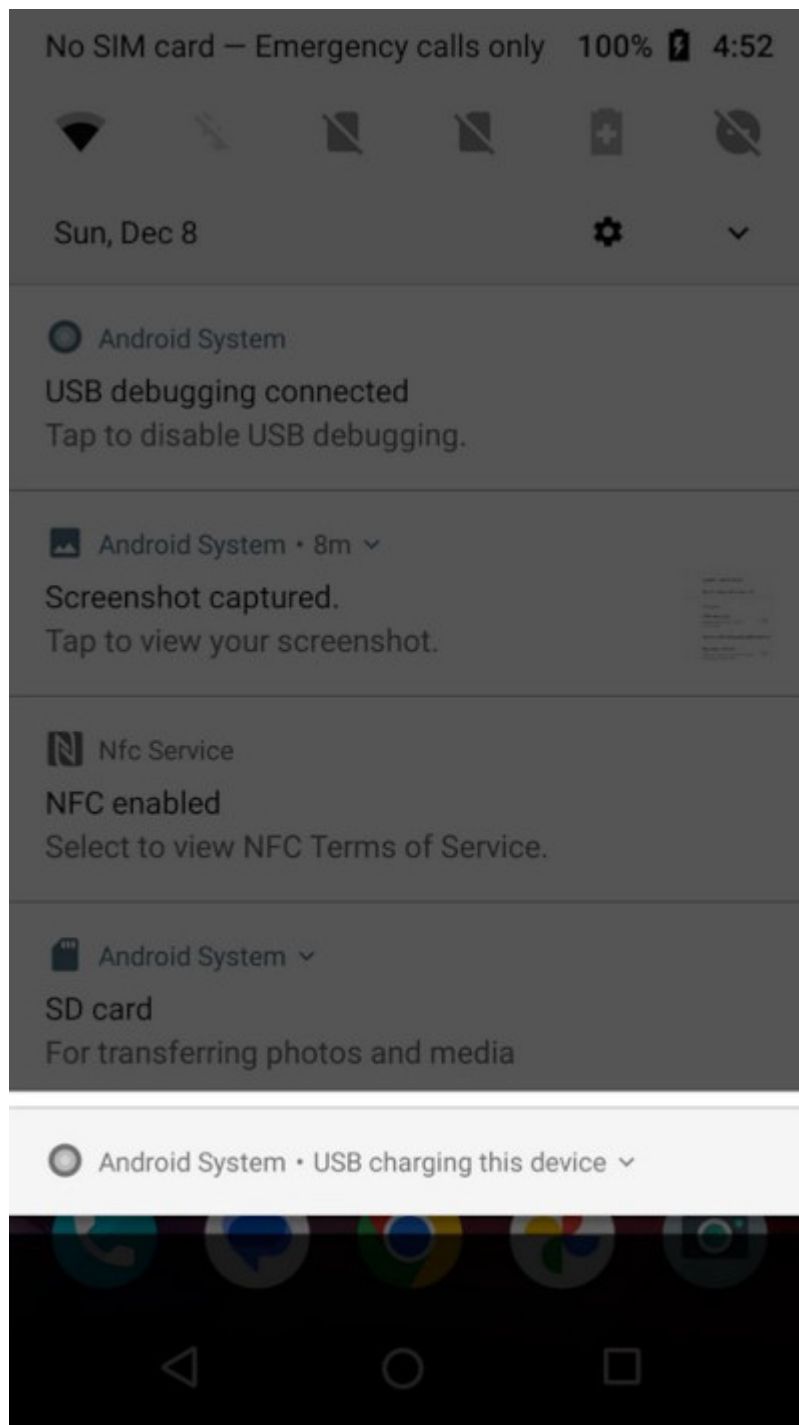 No SIM card — Emergency calls only 100% 4:52
Sun, Dec 8
Android System
USB debugging connected
Tap to disable USB debugging.
Android System • 8m
Screenshot captured.
Tap to view your screenshot.
Nfc Service
NFC enabled
Select to view NFC Terms of Service.
Android System
SD card
For transferring photos and media
Android System • USB charging this device